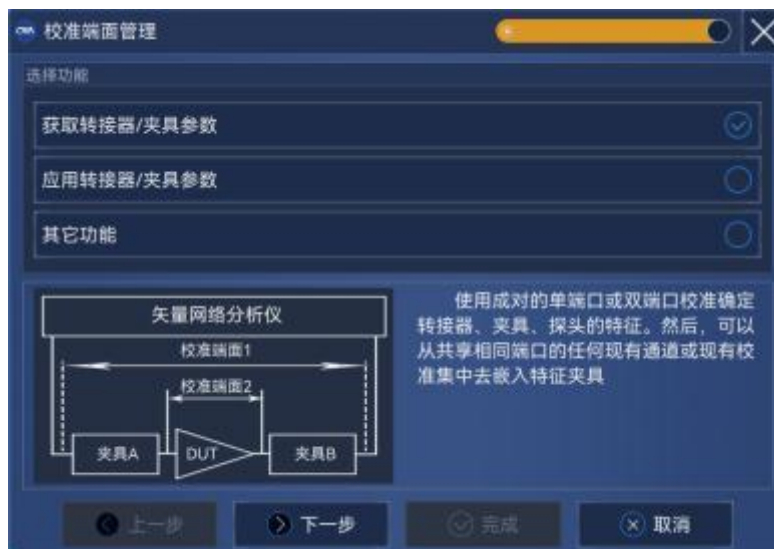 校准端面管理
选择功能
获取转接器/夹具参数
应用转接器/夹具参数
其它功能
矢量网络分析仪
校准端面1
校准端面2
夹具A
DUT
夹具B
使用成对的单端口或双端口校准确定
转接器、夹具、探头的特征。然后，可以
从共享相同端口的任何现有通道或现有校
准集中去嵌入特征夹具
上一步
下一步
完成
取消